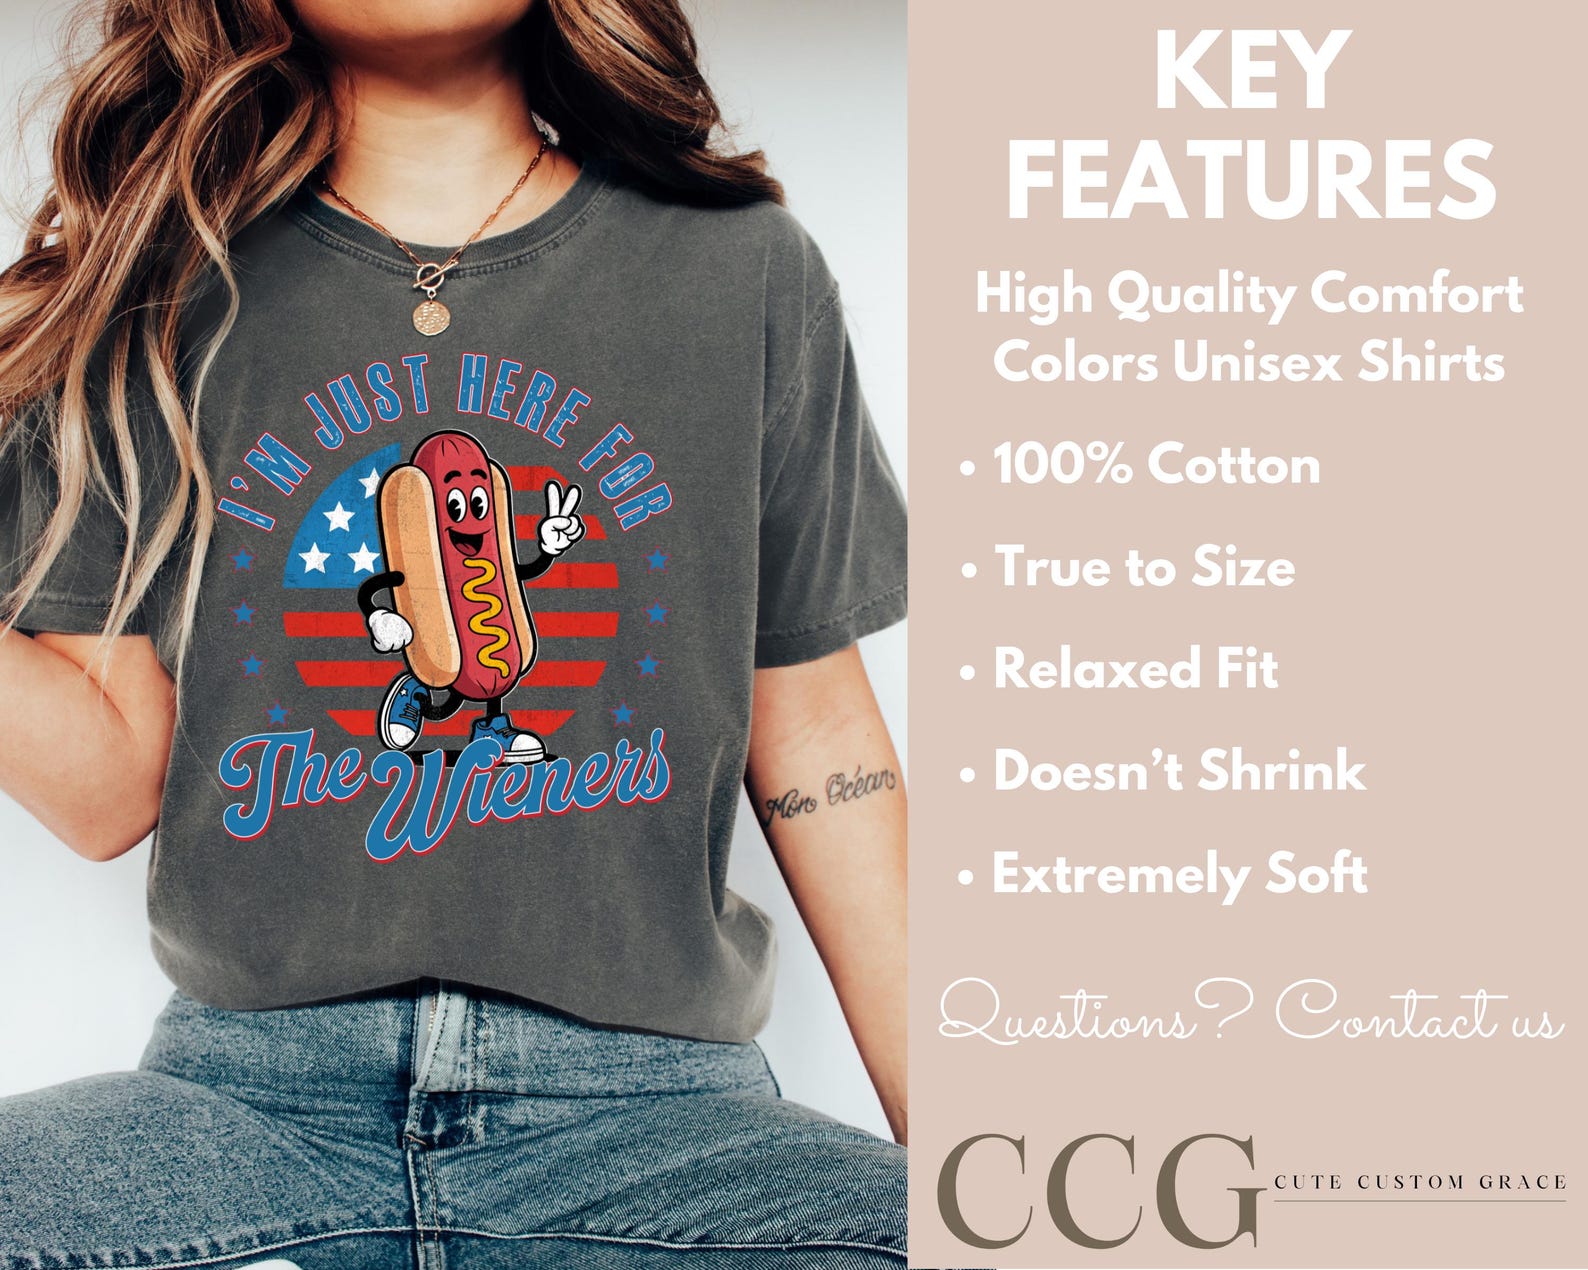 I'M JUST HERE FOR
The Wieners
Mon Océan
KEY
FEATURES
High Quality Comfort
Colors Unisex Shirts
• 100% Cotton
• True to Size
• Relaxed Fit
• Doesn't Shrink
• Extremely Soft
Questions? Contact us
CCG
CUTE CUSTOM GRACE